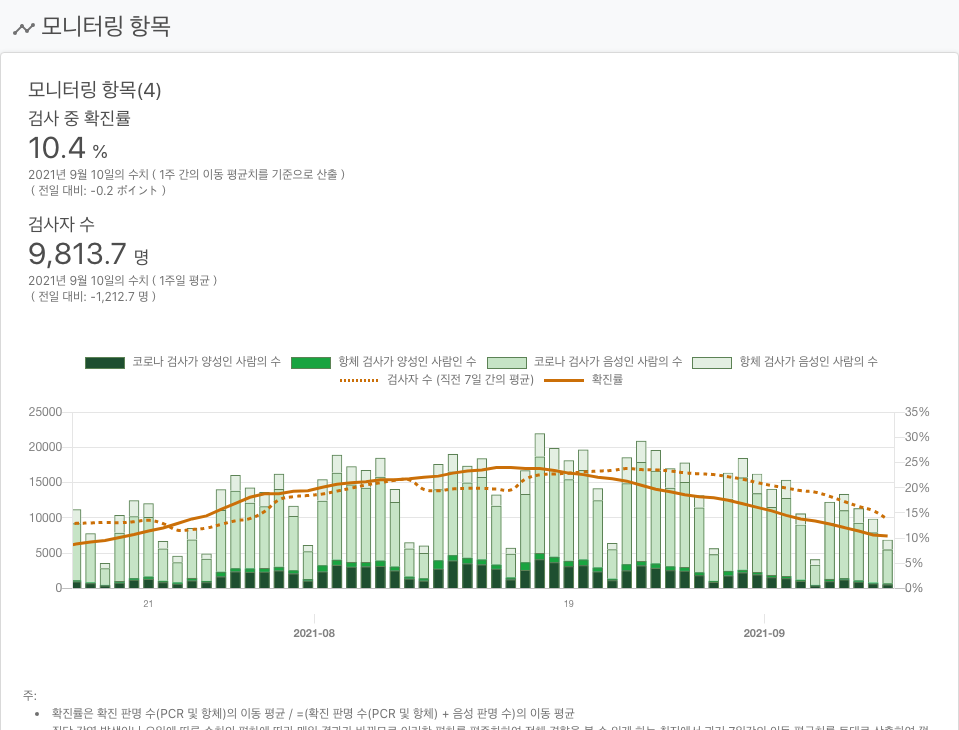 모니터링 항목
모니터링 항목(4)
검사 중 확진률
10.4 %
2021년 9월 10일의 수치 ( 1주 간의 이동 평균치를 기준으로 산출 )
( 전일 대비: -0.2 ポイント )
검사자 수
9,813.7 명
2021년 9월 10일의 수치 ( 1주일 평균 )
( 전일 대비: -1,212.7 명 )
코로나 검사가 양성인 사람의 수 항체 검사가 양성인 사람인 수 코로나 검사가 음성인 사람의 수 항체 검사가 음성인 사람의 수
검사자 수 (직전 7일 간의 평균) 확진률
25000 35%
30%
20000
25%
15000 20%
10000 15%
10%
5000
5%
0 0%
21 19
2021-08 2021-09
주:
• 확진률은 확진 판명 수(PCR 및 항체)의 이동 평균 / =(확진 판명 수(PCR 및 항체) + 음성 판명 수)의 이동 평균